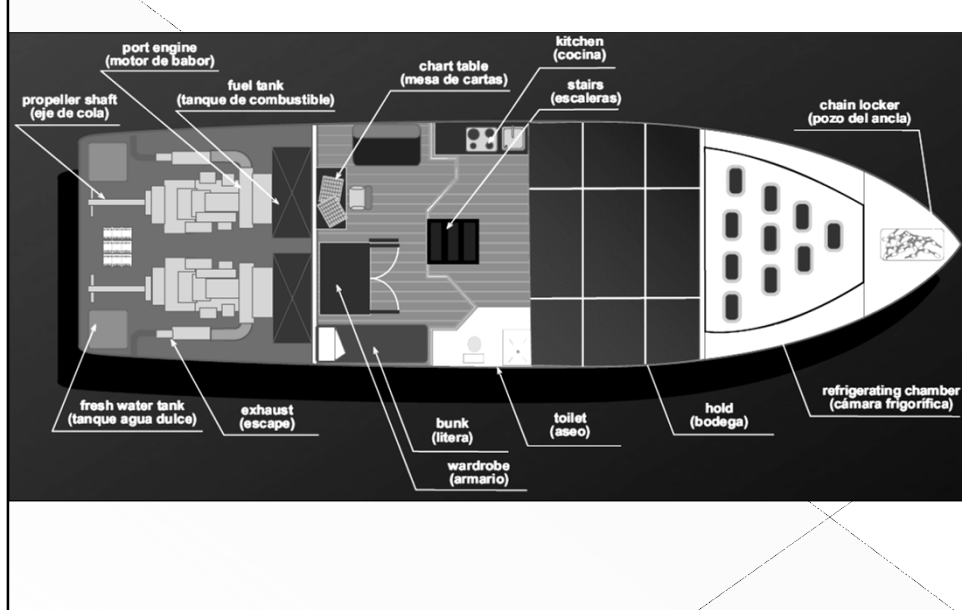 port engine
(motor de babor)
fuel tank
(tanque de combustible)
propeller shaft
(eje de cola)
chart table
(mesa de cartas)
kitchen
(cocina)
stairs
(escaleras)
chain locker
(pozo del ancla)
fresh water tank
(tanque agua dulce)
exhaust
(escape)
bunk
(litera)
wardrobe
(armario)
toilet
(aseo)
hold
(bodega)
refrigerating chamber
(cámara frigorífica)